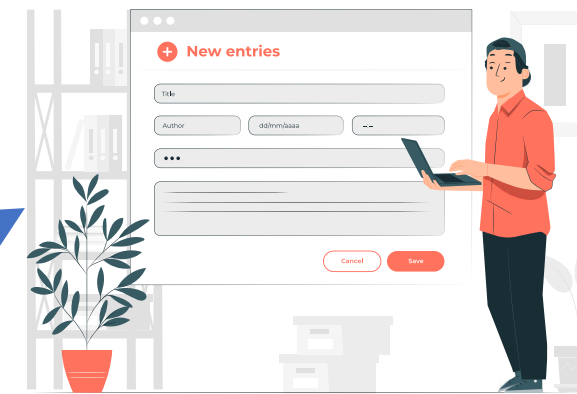 New entries
Title
Author
dd/mm/aaaa
--
Cancel
Save